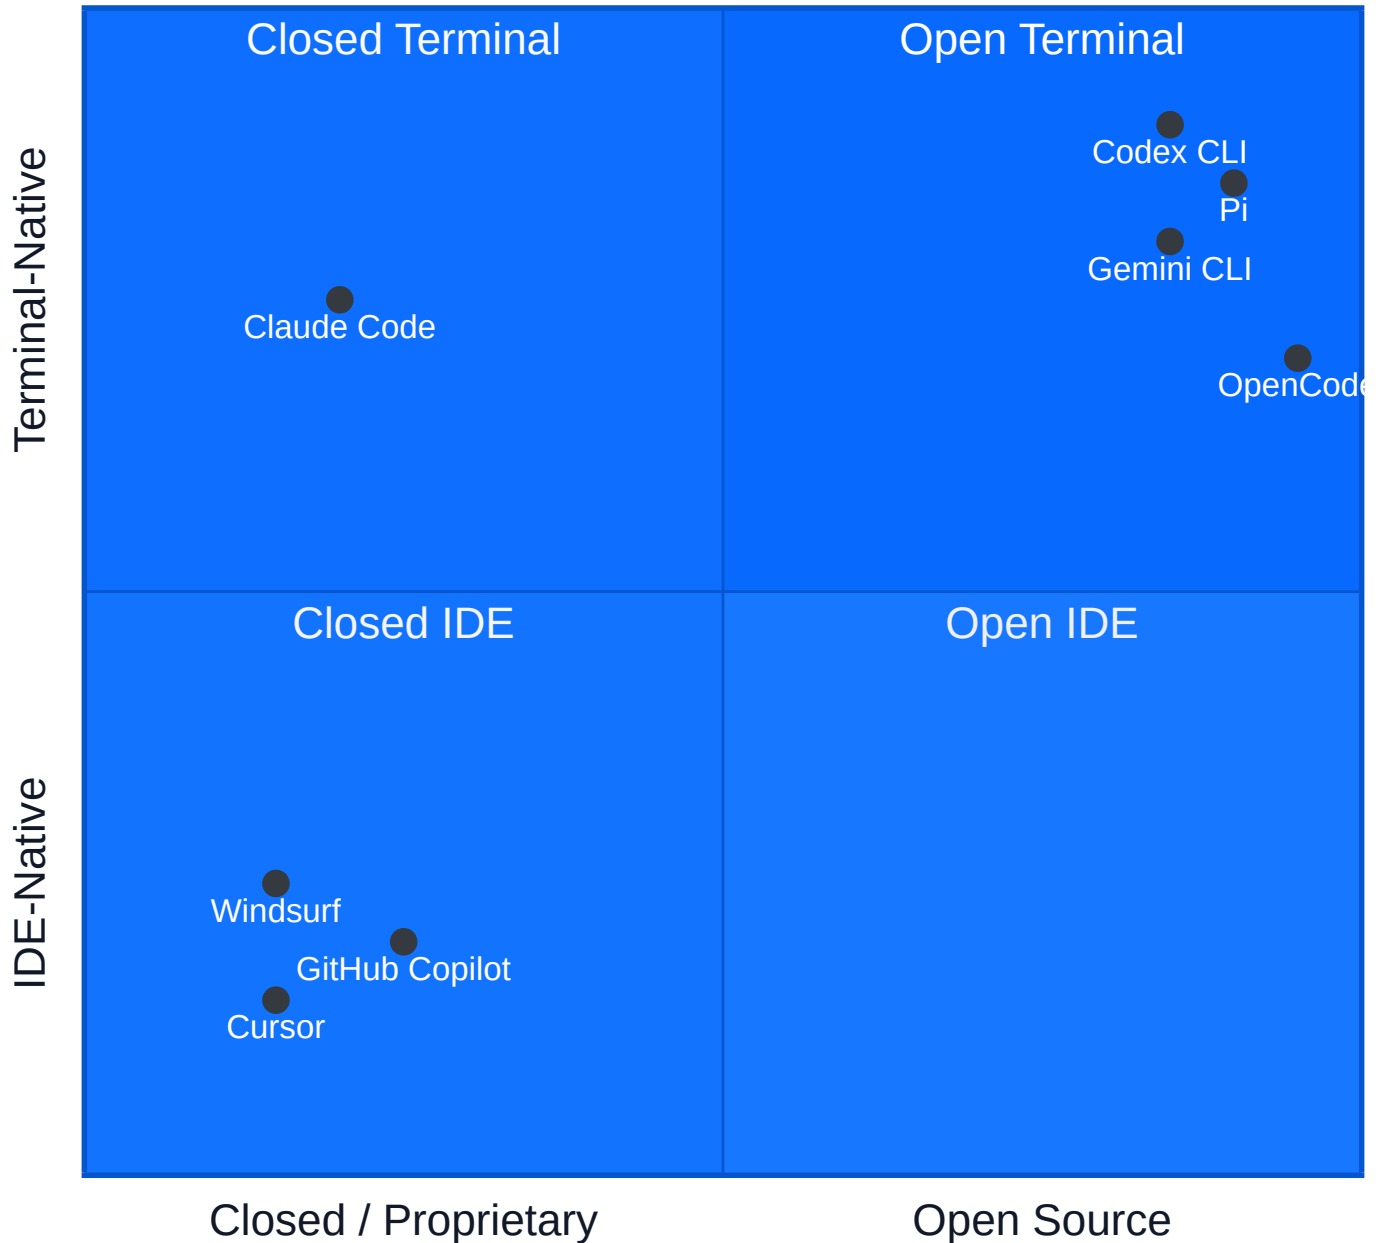 Closed Terminal
Open Terminal
Codex CLI
Pi
Gemini CLI
Claude Code
OpenCode
Terminal-Native
Closed IDE
Open IDE
Windsurf
GitHub Copilot
Cursor
IDE-Native
Closed / Proprietary
Open Source